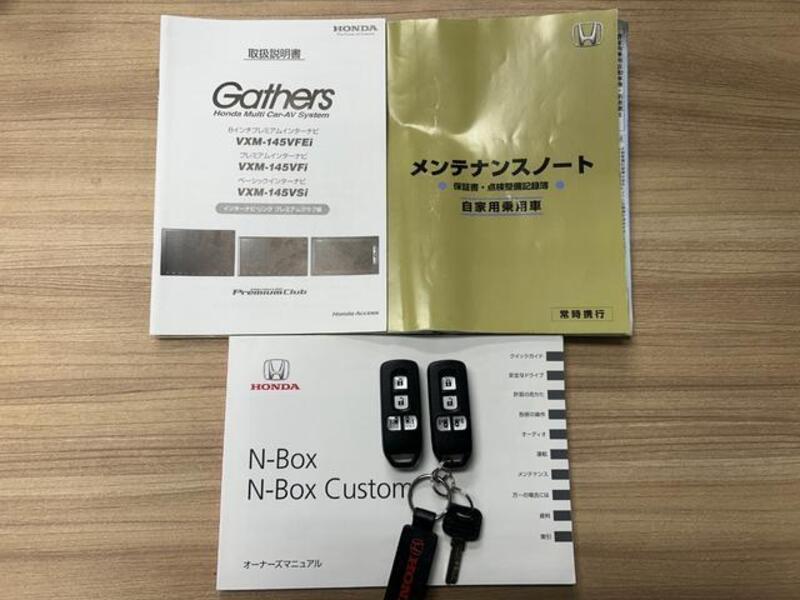 HONDA
The Power of Dreams
取扱説明書
Gathers
Honda Multi Car-AV System
8インチプレミアムインターナビ
VXM-145VFEi
プレミアムインターナビ
VXM-145VFi
ベーシックインターナビ
VXM-145VSi
インターナビ・リンク プレミアムクラブ編
PremiumClub
Honda Access
メンテナンスノート
保証書・点検整備記録簿
自家用乗用車
常時携行
HONDA
N-Box
N-Box Custom
オーナーズマニュアル
クイックガイド
安全なドライブ
計器の見かた
各部の操作
オーディオ
運転
メンテナンス
万一の場合には
資料
索引
HONDA